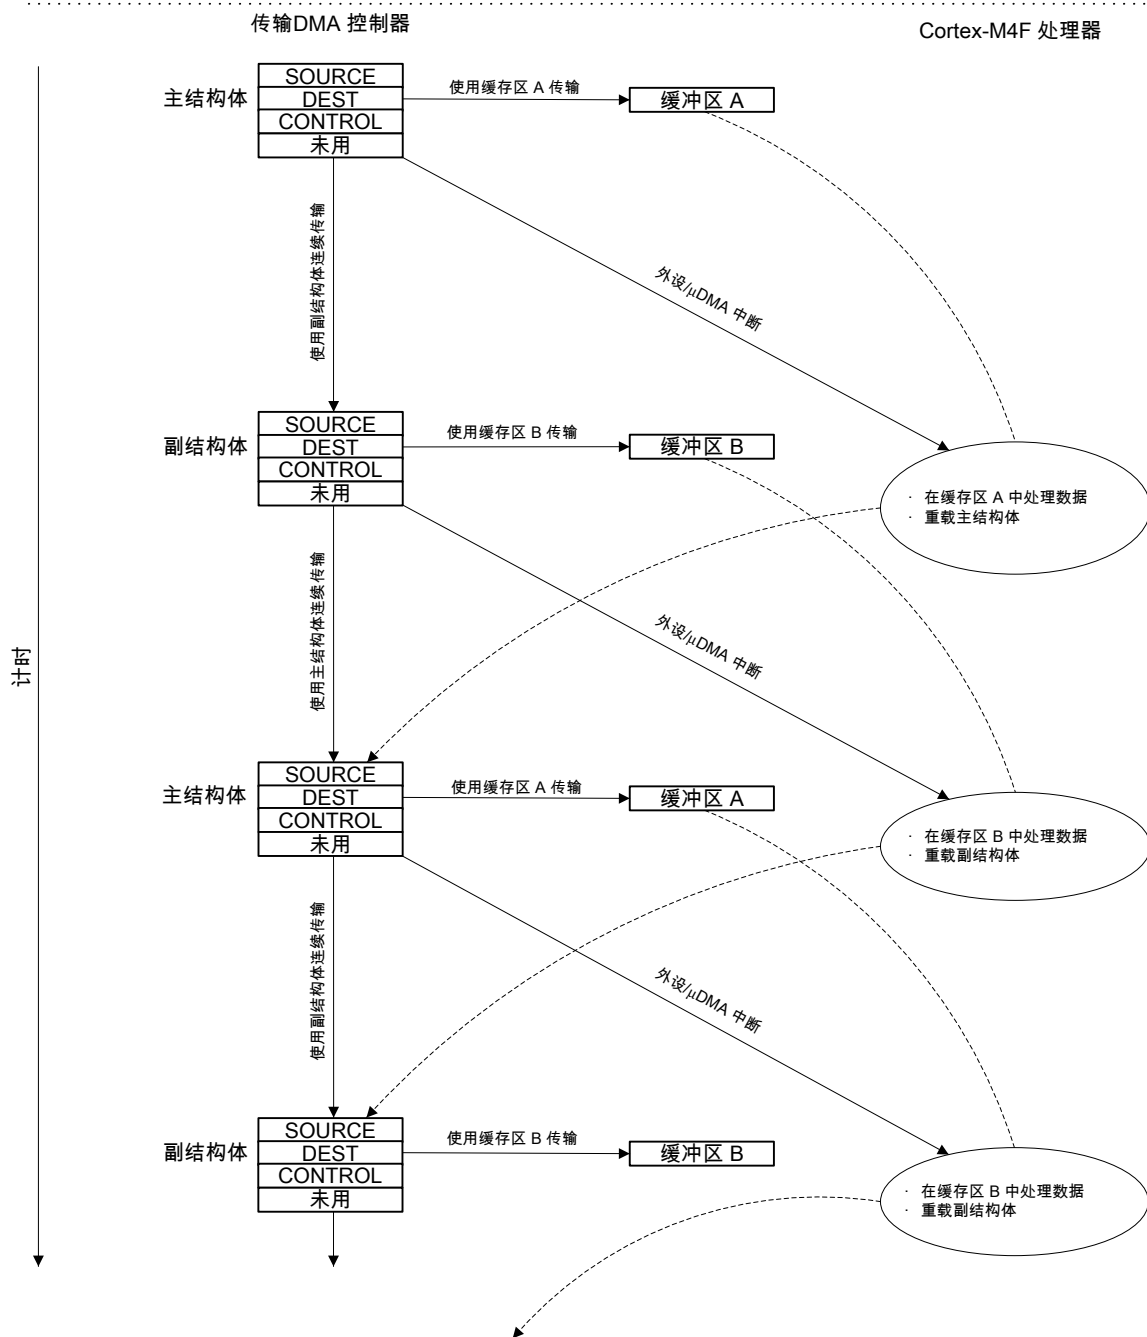 传输DMA 控制器
Cortex-M4F 处理器
计时
主结构体
SOURCE
DEST
CONTROL
未用
使用缓存区 A 传输
缓冲区 A
使用副结构体连续传输
外设/µDMA 中断
副结构体
SOURCE
DEST
CONTROL
未用
使用缓存区 B 传输
缓冲区 B
· 在缓存区 A 中处理数据
· 重载主结构体
使用主结构体连续传输
外设/µDMA 中断
主结构体
SOURCE
DEST
CONTROL
未用
使用缓存区 A 传输
缓冲区 A
· 在缓存区 B 中处理数据
· 重载副结构体
使用副结构体连续传输
外设/µDMA 中断
副结构体
SOURCE
DEST
CONTROL
未用
使用缓存区 B 传输
缓冲区 B
· 在缓存区 B 中处理数据
· 重载副结构体